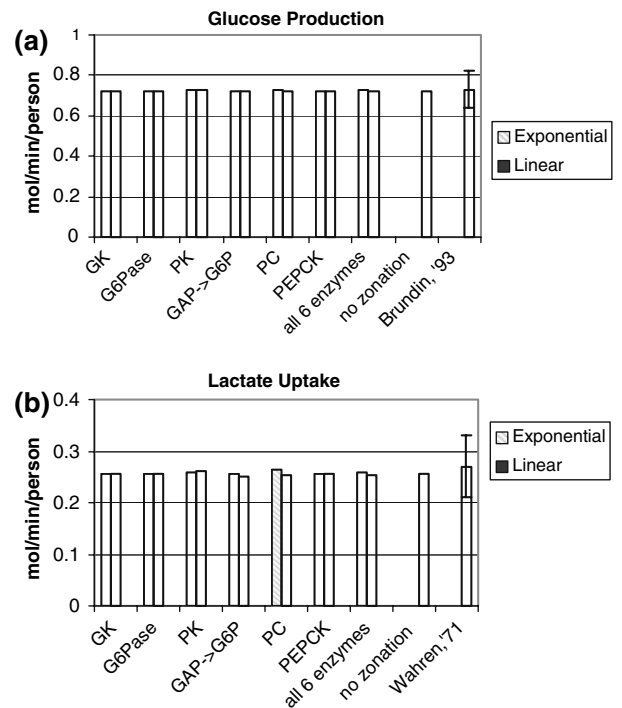 Glucose Production
(a)
mol/min/person
1
0.8
0.6
0.4
0.2
0
GK
G6Pase
PK
GAP->G6P
PC
PEPCK
all 6 enzymes
no zonation
Brundin, '93
Exponential
Linear
Lactate Uptake
(b)
mol/min/person
0.4
0.3
0.2
0.1
0
GK
G6Pase
PK
GAP->G6P
PC
PEPCK
all 6 enzymes
no zonation
Wahren,'71
Exponential
Linear